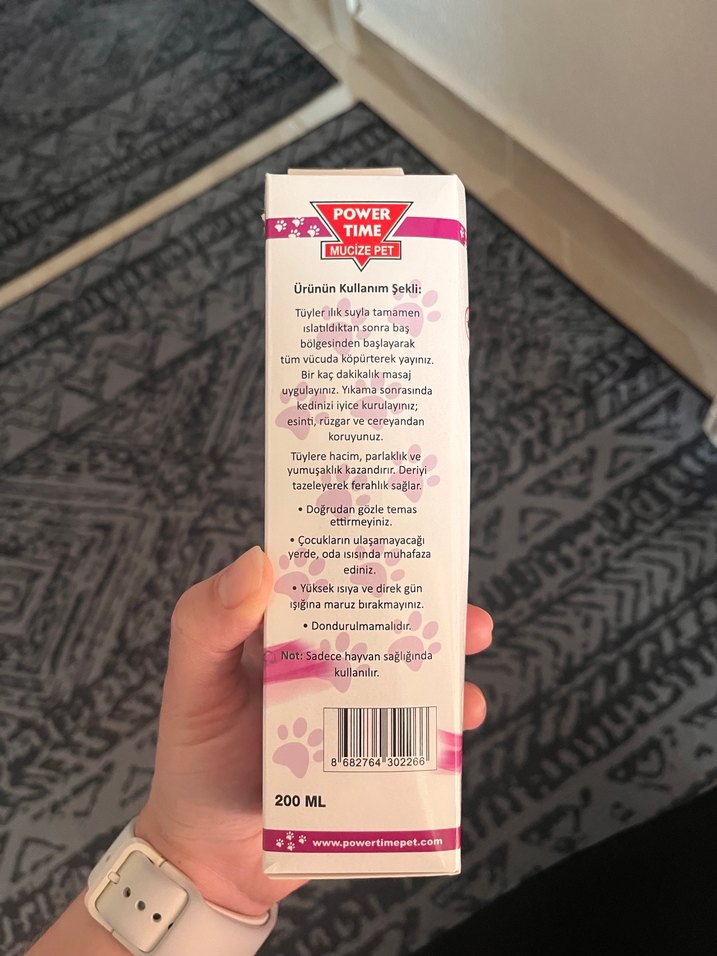 POWER
TIME
MUCİZE PET
Ürünün Kullanım Şekli:
Tüyler ılık suyla tamamen
ıslatıldıktan sonra baş
bölgesinden başlayarak
tüm vücuda köpürterek yayınız.
Bir kaç dakikalık masaj
uygulayınız. Yıkama sonrasında
kedinizi iyice kurulayınız;
esinti, rüzgar ve cereyandan
koruyunuz.
Tüylere hacim, parlaklık ve
yumuşaklık kazandırır. Deriyi
tazeleyerek ferahlık sağlar.
• Doğrudan gözle temas
ettirmeyiniz.
• Çocukların ulaşamayacağı
yerde, oda ısısında muhafaza
ediniz.
• Yüksek ısıya ve direk gün
ışığına maruz bırakmayınız.
• Dondurulmamalıdır.
Not: Sadece hayvan sağlığında
kullanılır.
8 682764 302266
200 ML
www.powertimepet.com